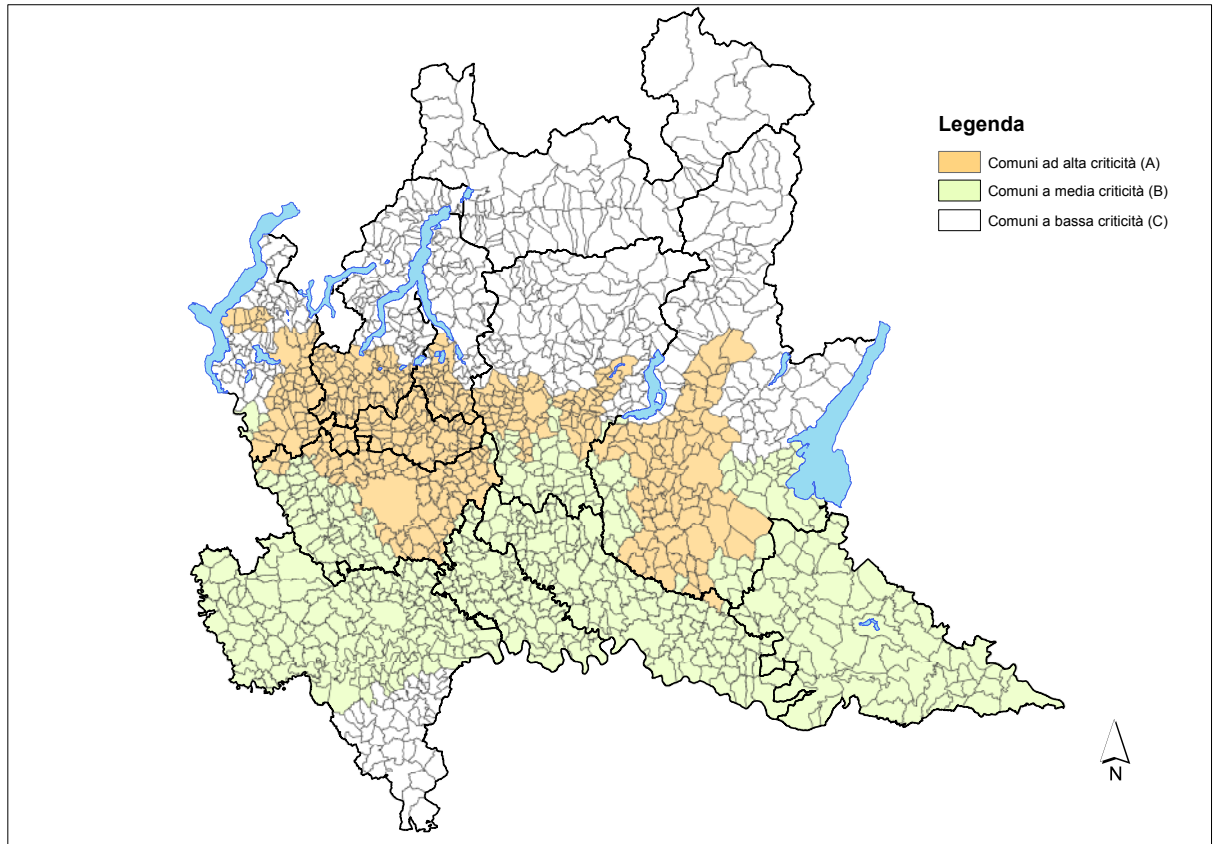 Legenda
Comuni ad alta criticità (A)
Comuni a media criticità (B)
Comuni a bassa criticità (C)
N